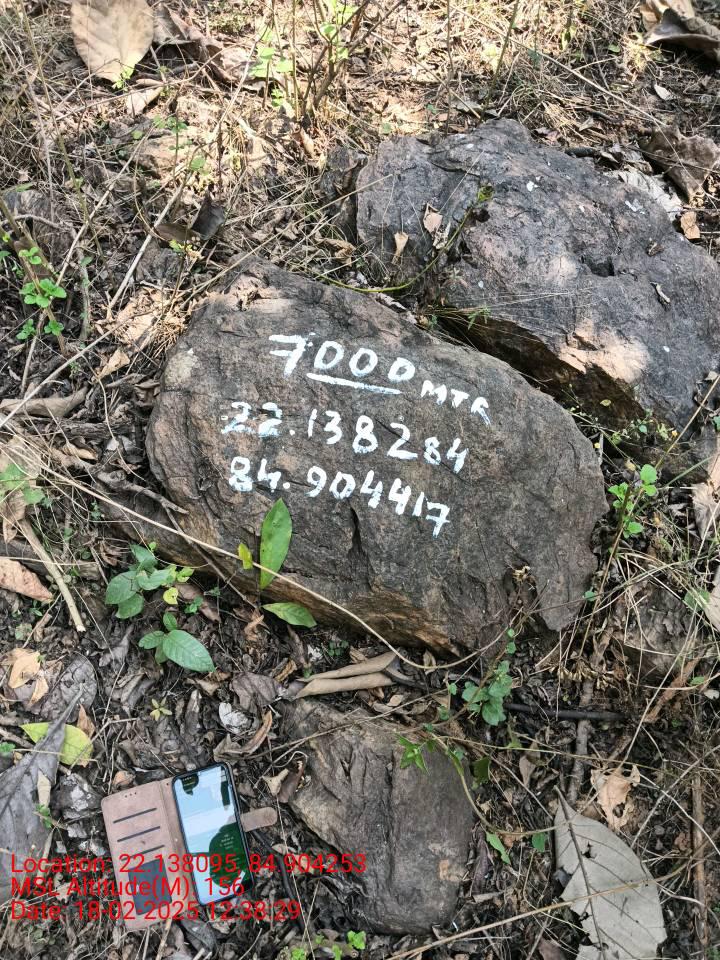 7000 MTR
22.138284
84.904417
Location: 22.138095, 84.904253
MSL Altitude(M): 156
Date: 18-02-2025 12:38:29